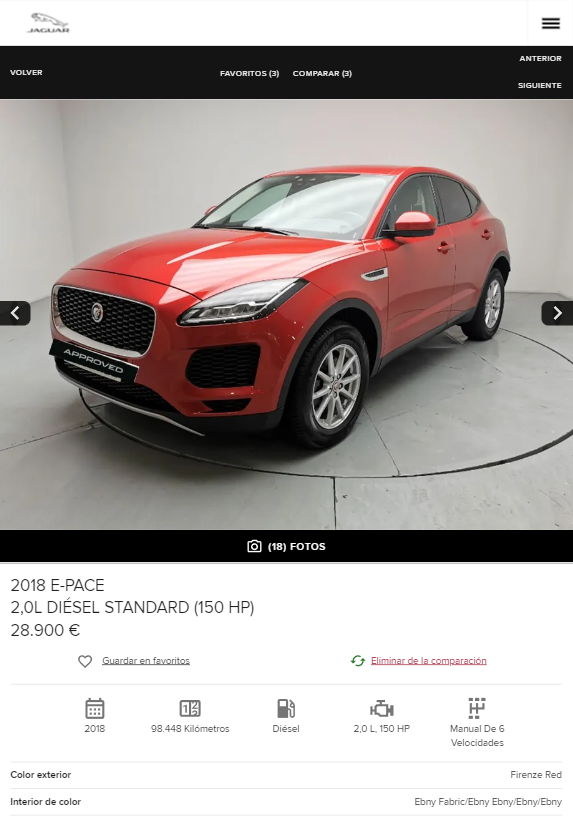 JAGUAR
VOLVER
FAVORITOS (3) COMPARAR (3)
ANTERIOR
SIGUIENTE
APPROVED
(18) FOTOS
2018 E-PACE
2,0L DIÉSEL STANDARD (150 HP)
28.900 €
Guardar en favoritos
Eliminar de la comparación
2018
98.448 Kilómetros
Diésel
2,0 L, 150 HP
Manual De 6
Velocidades
Color exterior Firenze Red
Interior de color Ebny Fabric/Ebny Ebny/Ebny/Ebny